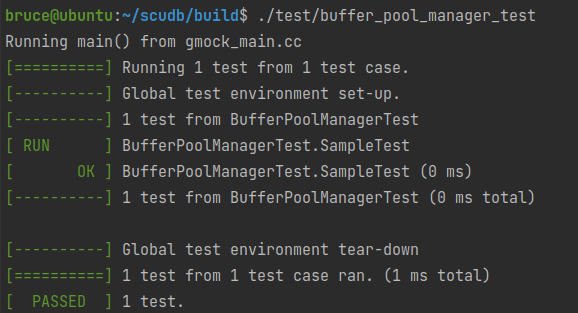 bruce@ubuntu:~/scudb/build$ ./test/buffer_pool_manager_test
Running main() from gmock_main.cc
[==========] Running 1 test from 1 test case.
[----------] Global test environment set-up.
[----------] 1 test from BufferPoolManagerTest
[ RUN      ] BufferPoolManagerTest.SampleTest
[       OK ] BufferPoolManagerTest.SampleTest (0 ms)
[----------] 1 test from BufferPoolManagerTest (0 ms total)

[----------] Global test environment tear-down
[==========] 1 test from 1 test case ran. (1 ms total)
[  PASSED  ] 1 test.